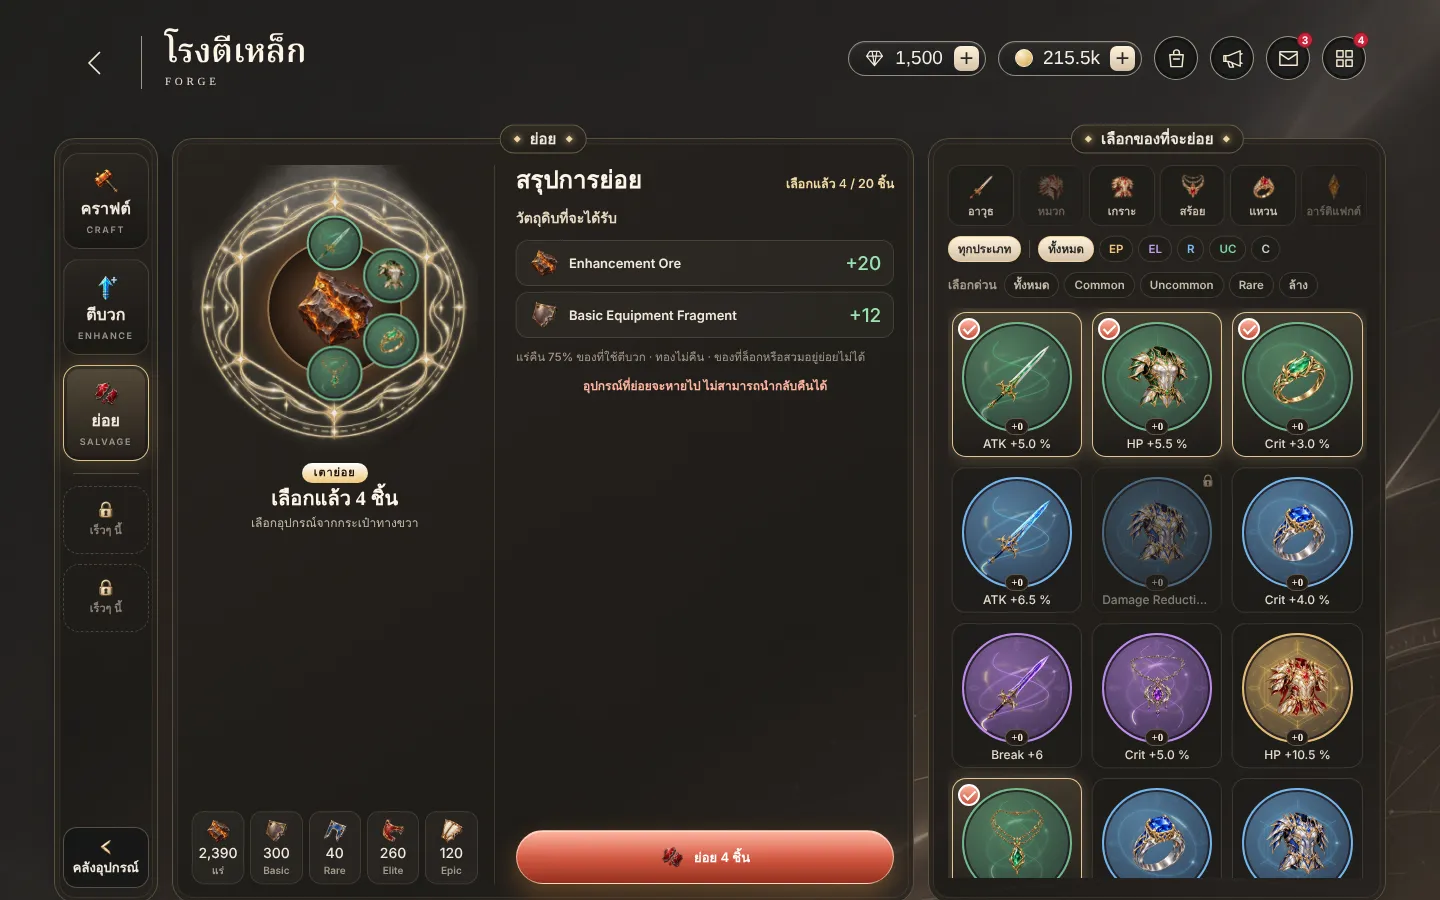 โรงตีเหล็ก
FORGE
1,500
215.5k
3
4
คราฟต์
CRAFT
ตีบวก
ENHANCE
ย่อย
SALVAGE
เร็วๆ นี้
เร็วๆ นี้
คลังอุปกรณ์
ย่อย
เตาย่อย
เลือกแล้ว 4 ชิ้น
เลือกอุปกรณ์จากกระเป๋าทางขวา
2,390
แร่
300
Basic
40
Rare
260
Elite
120
Epic
สรุปการย่อย
เลือกแล้ว 4 / 20 ชิ้น
วัตถุดิบที่จะได้รับ
Enhancement Ore
+20
Basic Equipment Fragment
+12
แร่คืน 75% ของที่ใช้ตีบวก · ทองไม่คืน · ของที่ล็อกหรือสวมอยู่ย่อยไม่ได้
อุปกรณ์ที่ย่อยจะหายไป ไม่สามารถนำกลับคืนได้
ย่อย 4 ชิ้น
เลือกของที่จะย่อย
อาวุธ
หมวก
เกราะ
สร้อย
แหวน
อาร์ติแฟกต์
ทุกประเภท
ทั้งหมด
EP
EL
R
UC
C
เลือกด่วน
ทั้งหมด
Common
Uncommon
Rare
ล้าง
+0
ATK +5.0 %
+0
HP +5.5 %
+0
Crit +3.0 %
+0
ATK +6.5 %
+0
Damage Reducti...
+0
Crit +4.0 %
+0
Break +6
+0
Crit +5.0 %
+0
HP +10.5 %